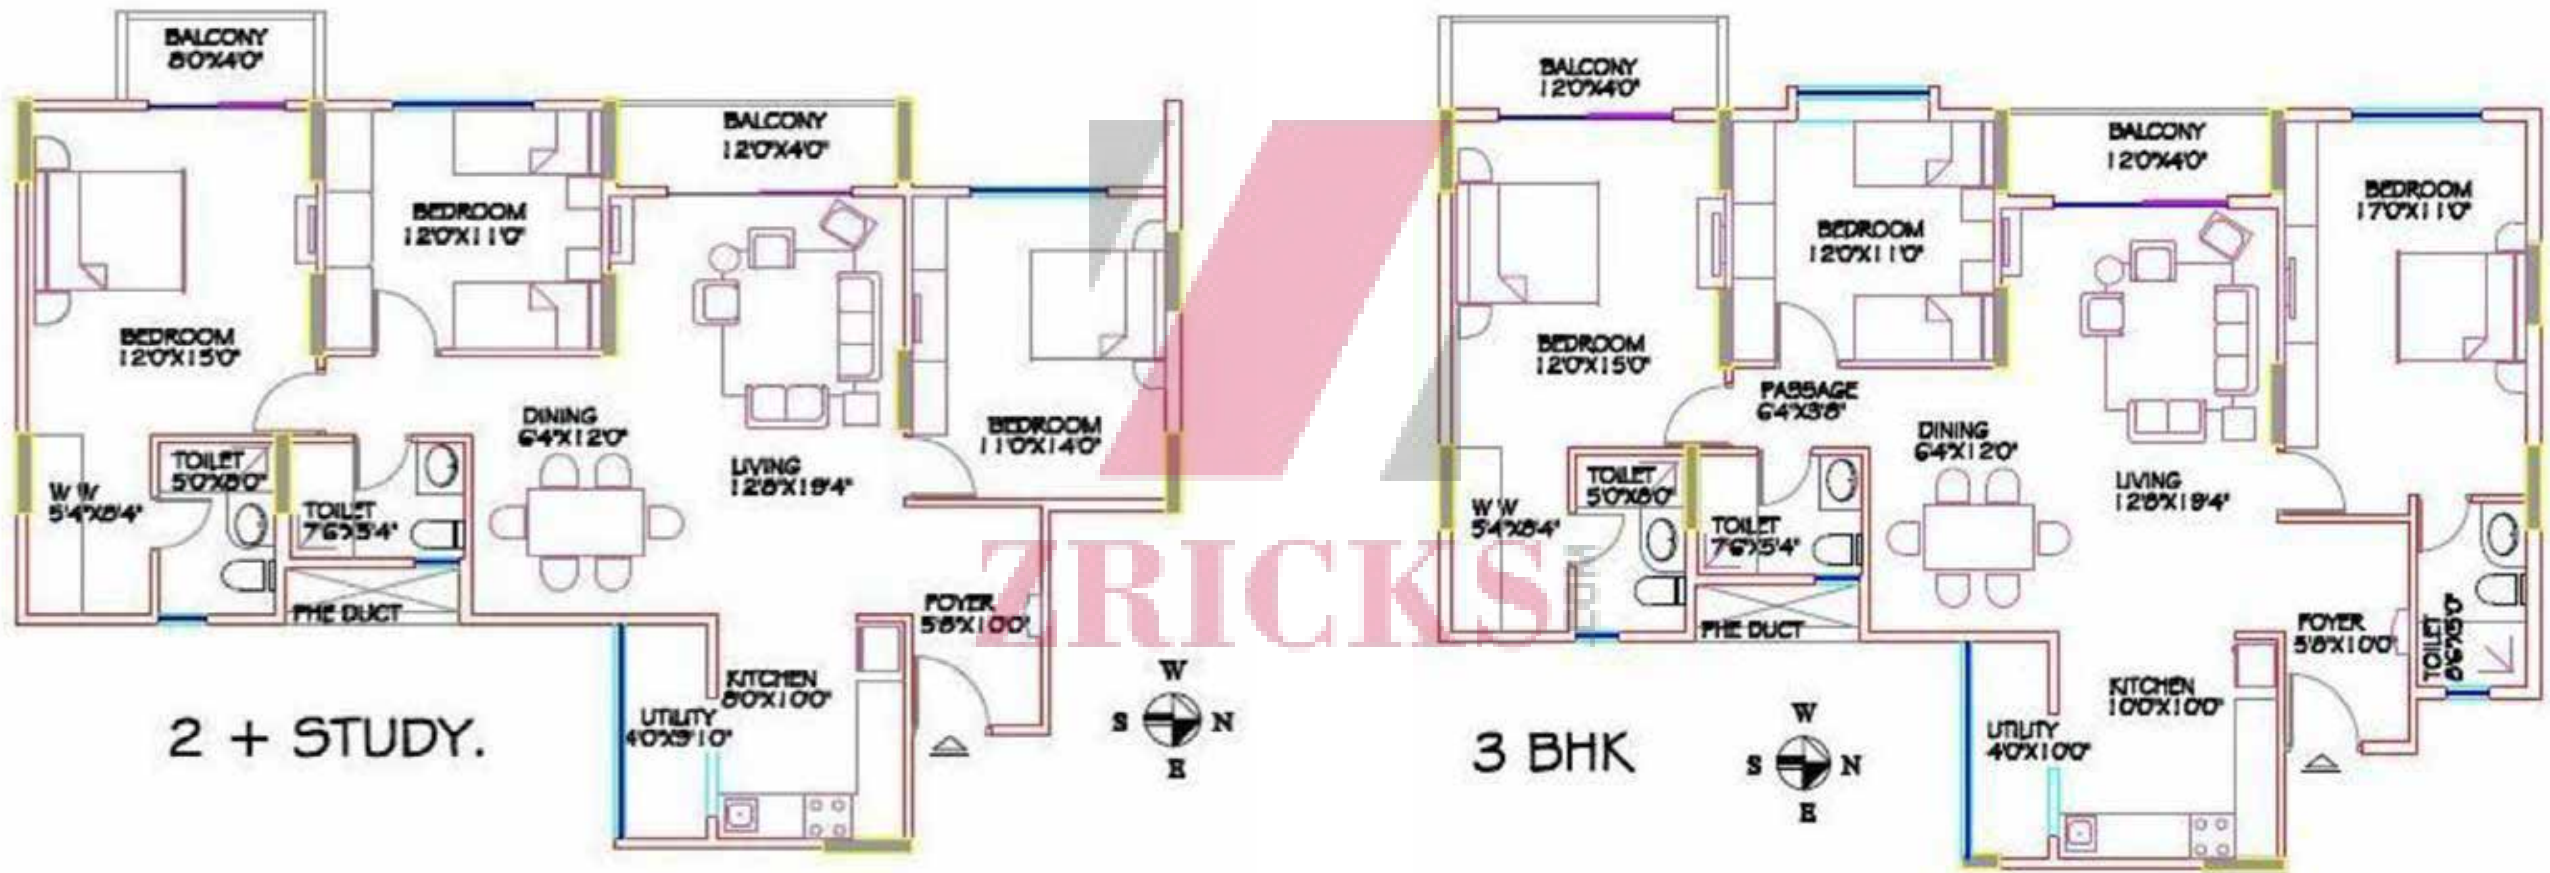 BALCONY
8'0"X4'0"
BALCONY
12'0"X4'0"
BEDROOM
12'0"X11'0"
BEDROOM
12'0"X15'0"
DINING
6'4"X12'0"
BEDROOM
11'0"X14'0"
LIVING
12'8"X19'4"
TOILET
5'0"X8'0"
W W
5'4"X8'4"
TOILET
7'6"X5'4"
PHE DUCT
FOYER
5'8"X10'0"
KITCHEN
8'0"X10'0"
UTILITY
4'0"X9'10"
2 + STUDY.
W
S N
E
BALCONY
12'0"X4'0"
BALCONY
12'0"X4'0"
BEDROOM
17'0"X11'0"
BEDROOM
12'0"X11'0"
BEDROOM
12'0"X15'0"
PASSAGE
6'4"X3'8"
DINING
6'4"X12'0"
LIVING
12'8"X19'4"
TOILET
5'0"X8'0"
W W
5'4"X8'4"
TOILET
7'6"X5'4"
PHE DUCT
FOYER
5'8"X10'0"
TOILET
8'6"X5'0"
KITCHEN
10'0"X10'0"
UTILITY
4'0"X10'0"
3 BHK
W
S N
E
ZRICKS
.COM